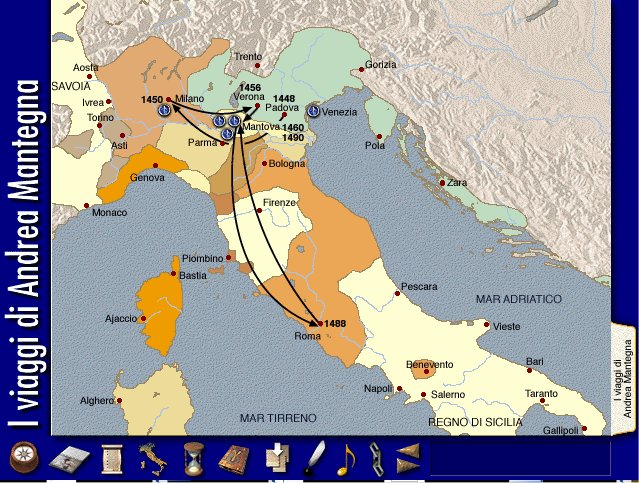 I viaggi di Andrea Mantegna
Trento
Gorizia
Aosta
SAVOIA
1456
Ivrea
1450
Milano
Verona
1448
Padova
Venezia
Torino
Mantova
1460
1490
Asti
Parma
Pola
Bologna
Genova
Zara
Monaco
Firenze
Piombino
Bastia
Pescara
MAR ADRIATICO
Ajaccio
1488
Roma
Vieste
Benevento
Bari
I viaggi di
Andrea Mantegna
Alghero
Napoli
Salerno
Taranto
MAR TIRRENO
REGNO DI SICILIA
Gallipoli